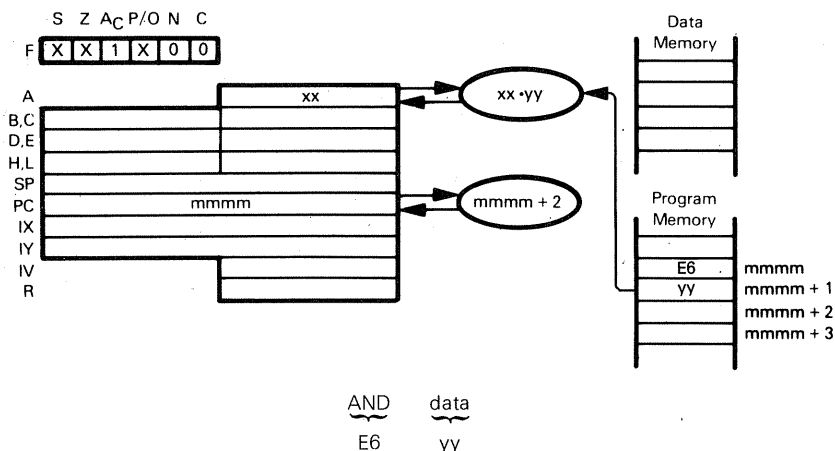 S Z AC P/O N C
F X X 1 X 0 0
Data
Memory
A xx
xx •yy
B,C
D,E
H,L
SP
PC mmmm
mmmm + 2
IX
IY
IV
R
Program
Memory
E6 mmmm
yy mmmm + 1
mmmm + 2
mmmm + 3
AND data
E6 yy